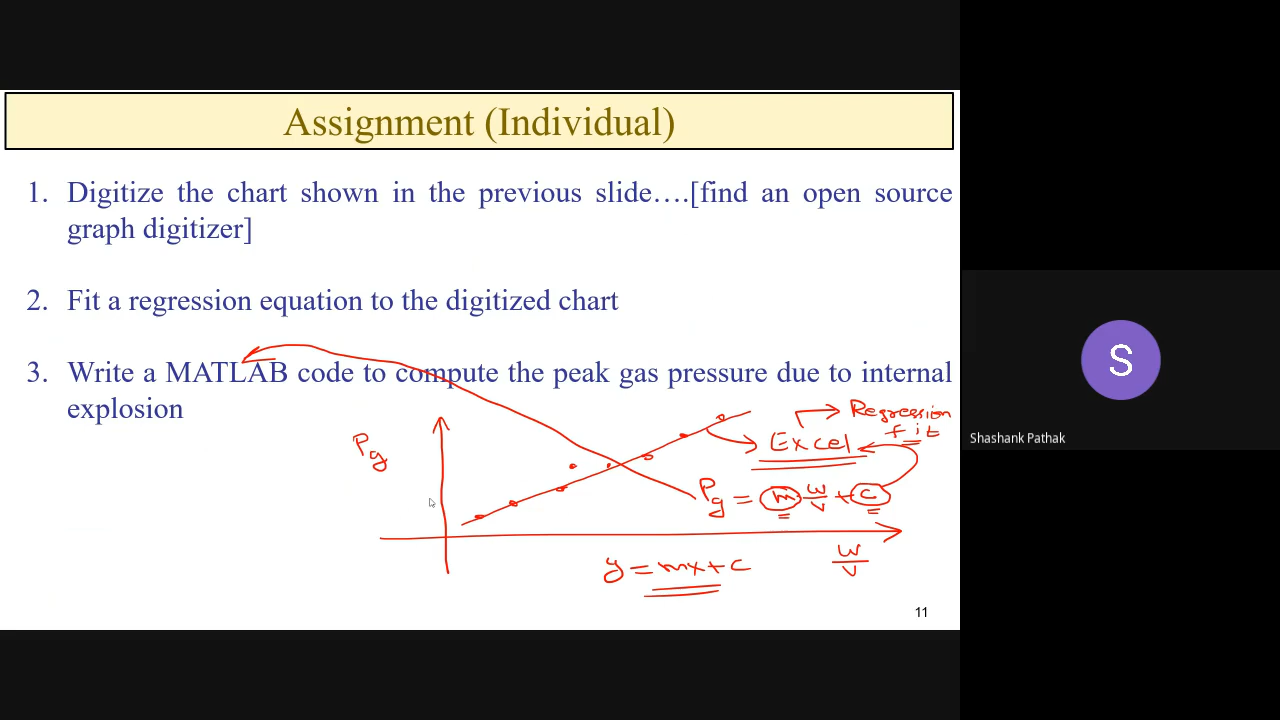 Assignment (Individual)
1. Digitize the chart shown in the previous slide….[find an open source
graph digitizer]
2. Fit a regression equation to the digitized chart
3. Write a MATLAB code to compute the peak gas pressure due to internal
explosion
Pg
Regression
fit
Excel
Pg = m W/V + c
y = mx + c
W/V
11
S
Shashank Pathak